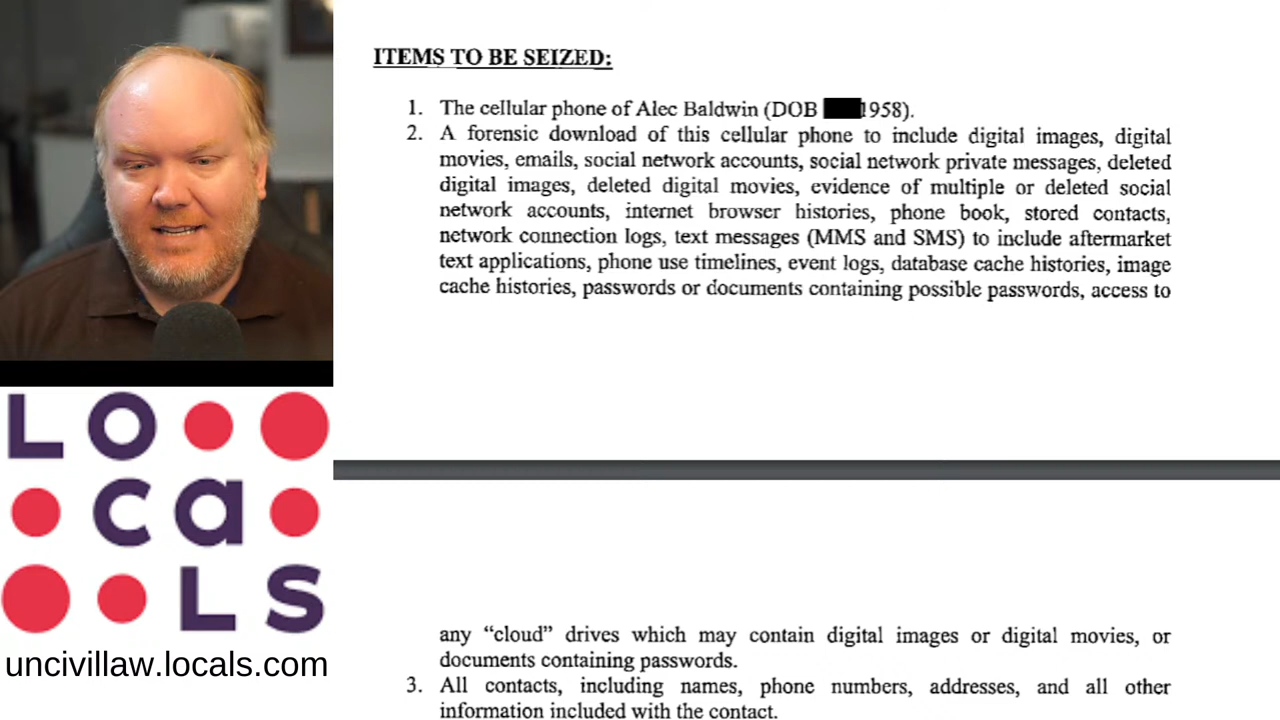 ITEMS TO BE SEIZED:
1. The cellular phone of Alec Baldwin (DOB 1958).
2. A forensic download of this cellular phone to include digital images, digital
movies, emails, social network accounts, social network private messages, deleted
digital images, deleted digital movies, evidence of multiple or deleted social
network accounts, internet browser histories, phone book, stored contacts,
network connection logs, text messages (MMS and SMS) to include aftermarket
text applications, phone use timelines, event logs, database cache histories, image
cache histories, passwords or documents containing possible passwords, access to
any “cloud” drives which may contain digital images or digital movies, or
documents containing passwords.
3. All contacts, including names, phone numbers, addresses, and all other
information included with the contact.
LO
ca
LS
uncivillaw.locals.com